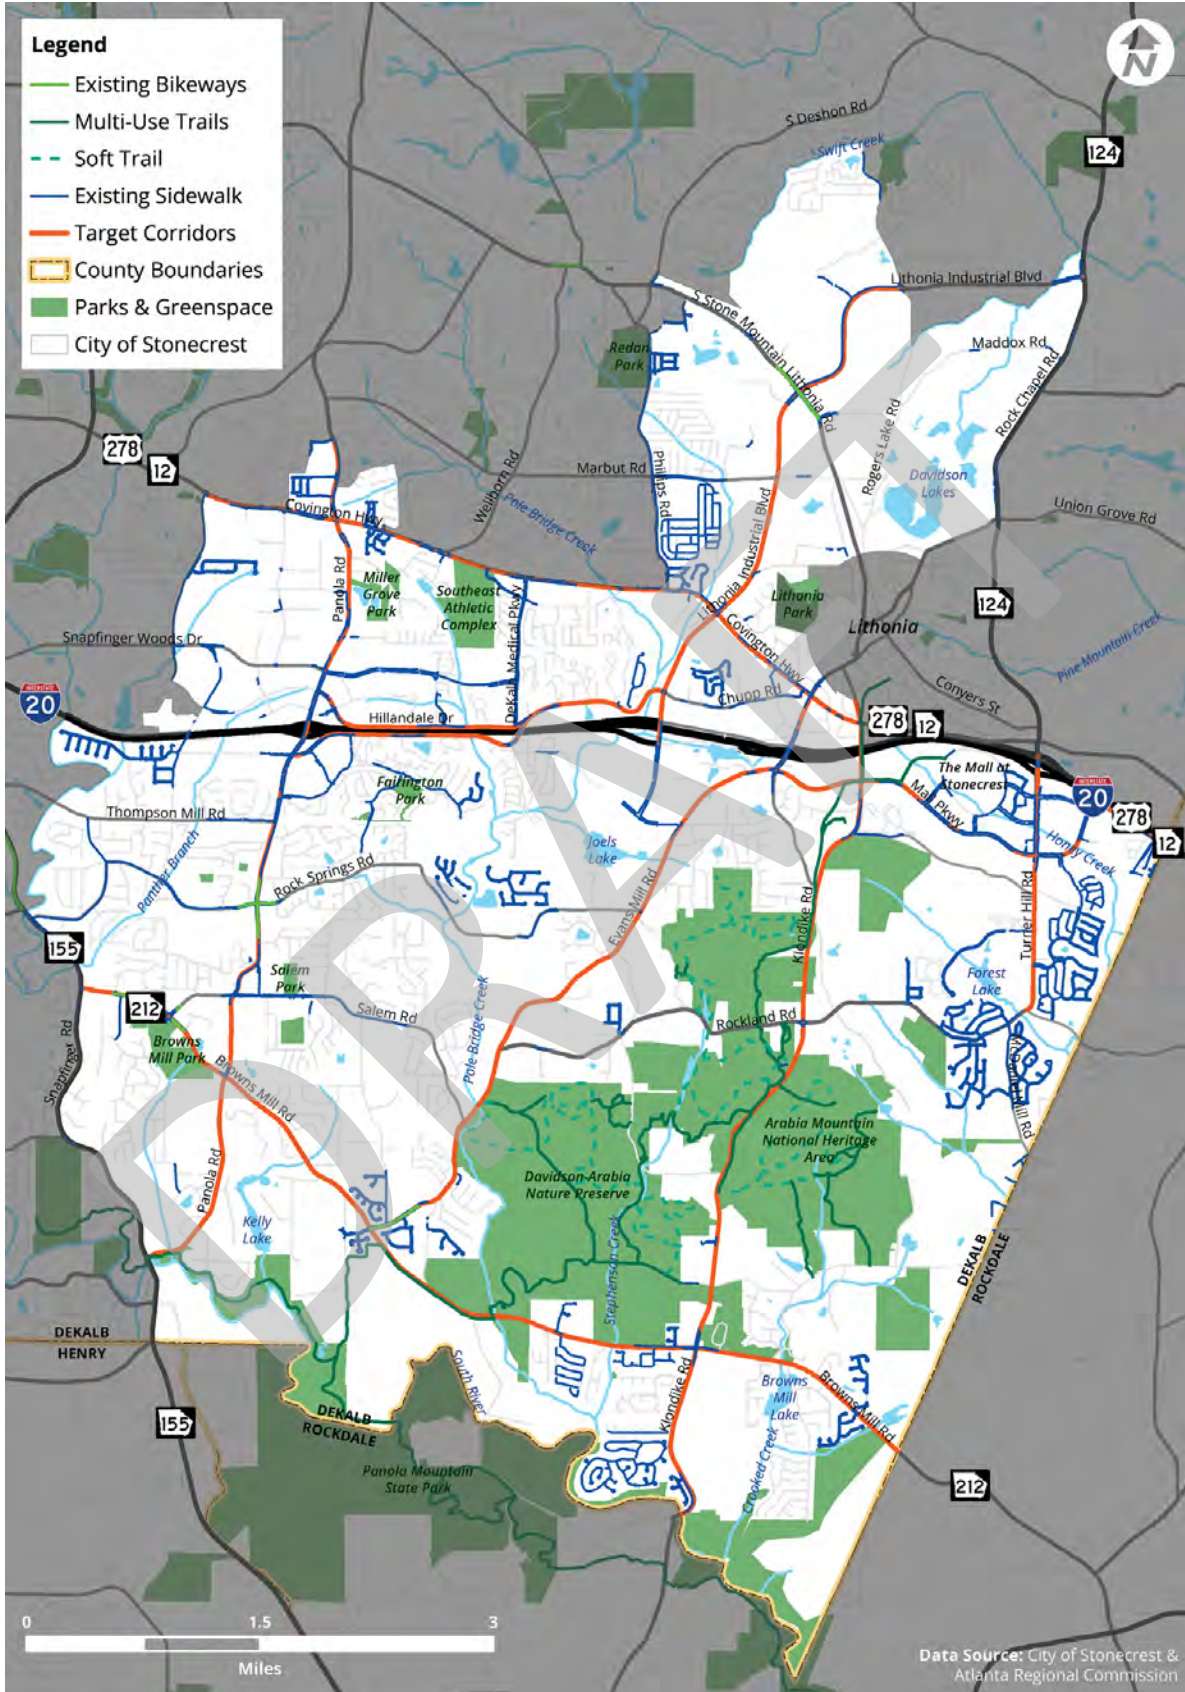 Legend
Existing Bikeways
Multi-Use Trails
Soft Trail
Existing Sidewalk
Target Corridors
County Boundaries
Parks & Greenspace
City of Stonecrest
N
S Deshon Rd
Swift Creek
124
Lithonia Industrial Blvd
S Stone Mountain Lithonia Rd
Maddox Rd
Redan
Park
Rock Chapel Rd
278
12
Wellborn Rd
Marbut Rd
Phillips Rd
Rogers Lake Rd
Davidson
Lakes
Covington Hwy
Pole Bridge Creek
Lithonia Industrial Blvd
Union Grove Rd
Panola Rd
Miller
Grove
Park
Southeast
Athletic
Complex
DeKalb Medical Pkwy
Lithonia
Park
124
Lithonia
Covington Hwy
Snapfinger Woods Dr
Pine Mountain Creek
Chupp Rd
Conyers St
INTERSTATE
20
Hillandale Dr
278
12
The Mall at
Stonecrest
Fairington
Park
Mall Pkwy
INTERSTATE
20
278
12
Thompson Mill Rd
Joels
Lake
Honey Creek
Panther Branch
Rock Springs Rd
Evans Mill Rd
Klondike Rd
Turner Hill Rd
155
Salem
Park
Forest
Lake
212
Salem Rd
Pole Bridge Creek
Rockland Rd
Snapfinger Rd
Browns
Mill Park
Browns Mill Rd
McDaniel Mill Rd
Arabia Mountain
National Heritage
Area
Panola Rd
Davidson-Arabia
Nature Preserve
Kelly
Lake
Stephenson Creek
DEKALB
ROCKDALE
DEKALB
HENRY
South River
Klondike Rd
Browns
Mill
Lake
Browns Mill Rd
155
DEKALB
ROCKDALE
Panola Mountain
State Park
Crooked Creek
212
0 1.5 3
Miles
Data Source: City of Stonecrest &
Atlanta Regional Commission
DRAFT